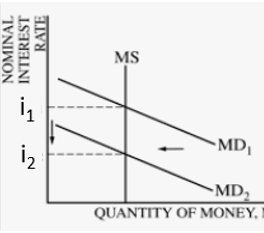 NOMINAL
INTEREST
RATE
MS
i1
MD1
i2
MD2
QUANTITY OF MONEY,